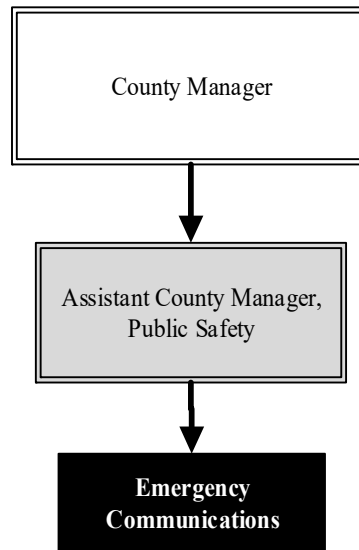 County Manager
Assistant County Manager,
Public Safety
Emergency
Communications